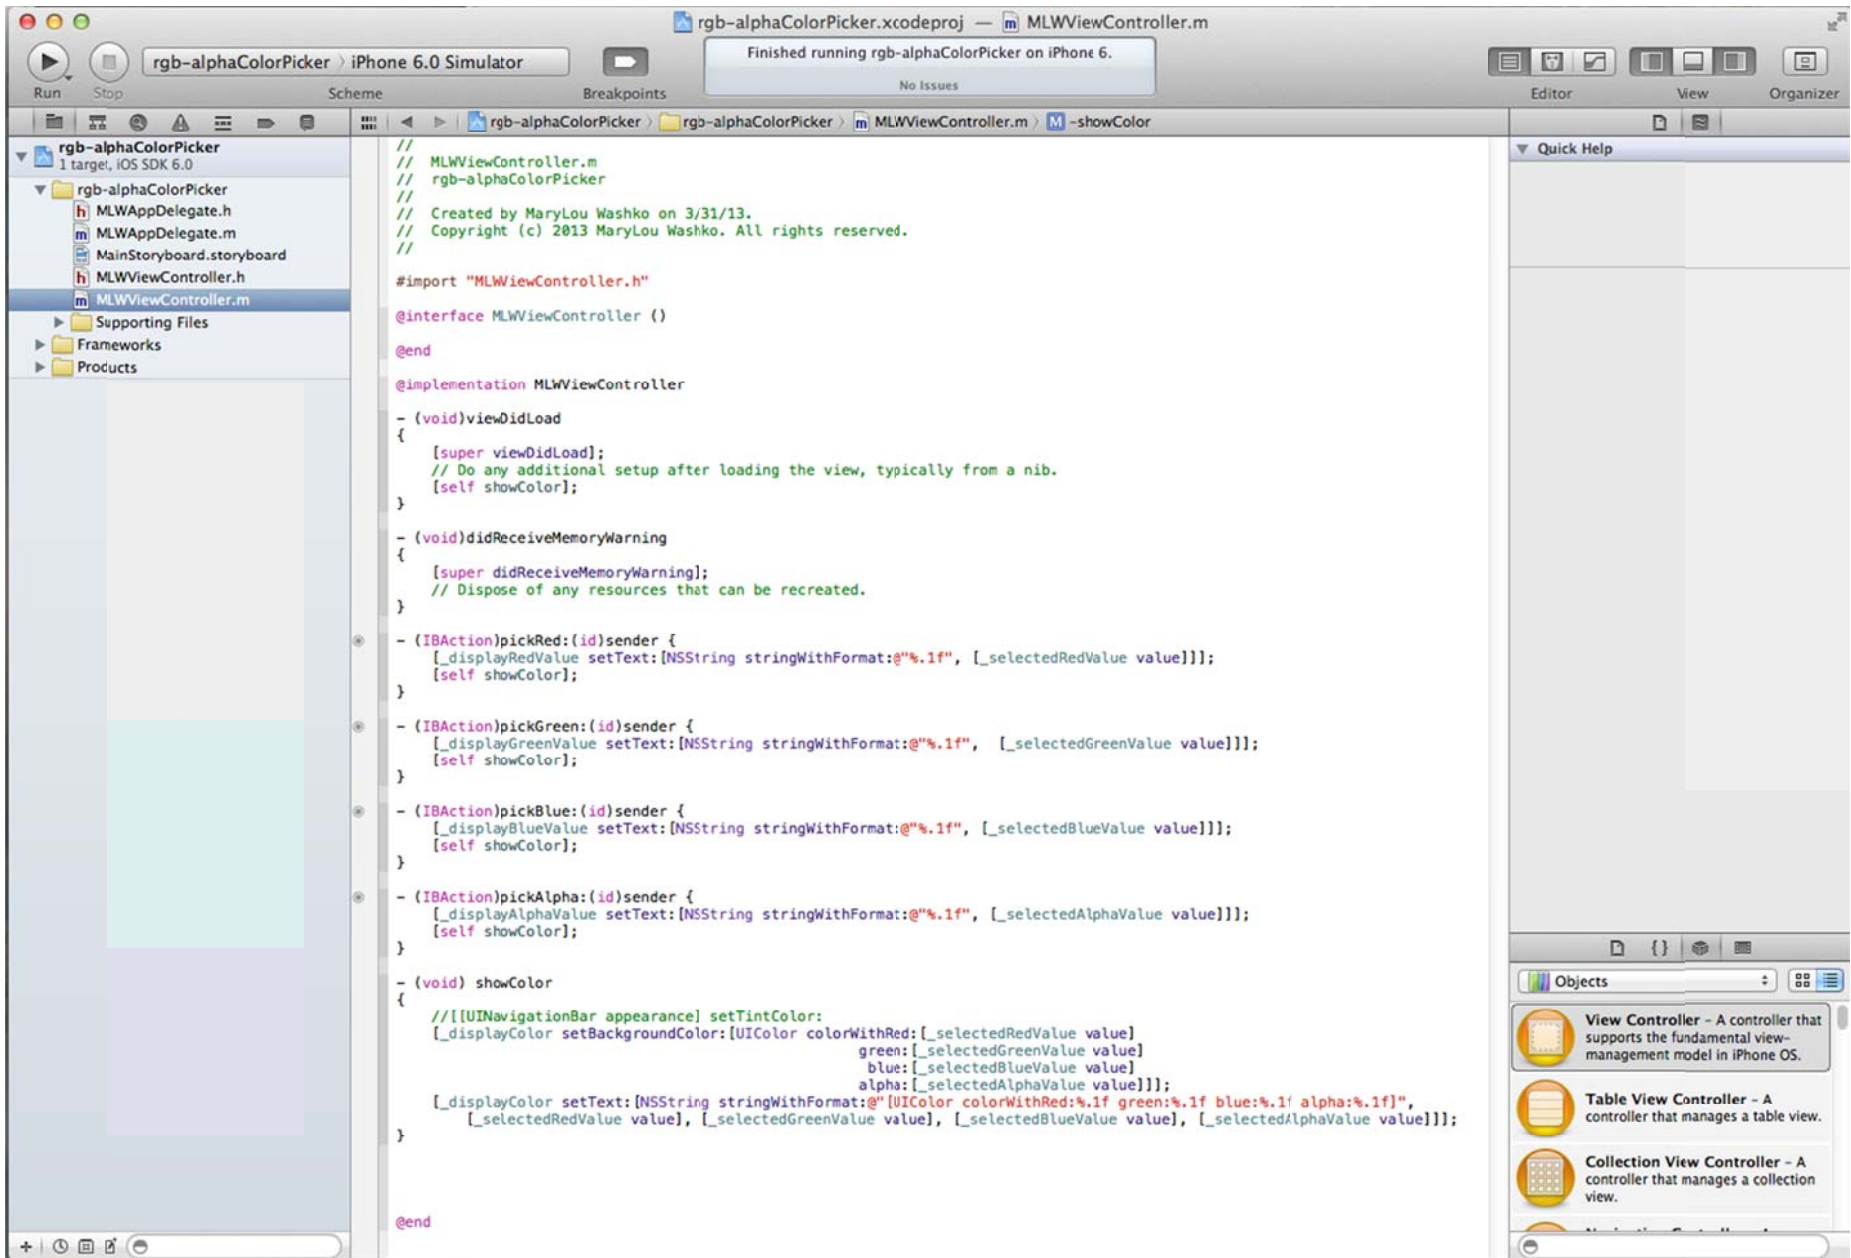 rgb-alphaColorPicker.xcodeproj — m MLWViewController.m
rgb-alphaColorPicker › iPhone 6.0 Simulator
Finished running rgb-alphaColorPicker on iPhone 6.
No Issues
Run Stop Scheme Breakpoints Editor View Organizer
rgb-alphaColorPicker › rgb-alphaColorPicker › m MLWViewController.m › M -showColor
rgb-alphaColorPicker
1 target, iOS SDK 6.0
rgb-alphaColorPicker
h MLWAppDelegate.h
m MLWAppDelegate.m
MainStoryboard.storyboard
h MLWViewController.h
m MLWViewController.m
Supporting Files
Frameworks
Products
//
//  MLWViewController.m
//  rgb-alphaColorPicker
//
//  Created by MaryLou Washko on 3/31/13.
//  Copyright (c) 2013 MaryLou Washko. All rights reserved.
//
#import "MLWViewController.h"
@interface MLWViewController ()
@end
@implementation MLWViewController
- (void)viewDidLoad
{
[super viewDidLoad];
// Do any additional setup after loading the view, typically from a nib.
[self showColor];
}
- (void)didReceiveMemoryWarning
{
[super didReceiveMemoryWarning];
// Dispose of any resources that can be recreated.
}
- (IBAction)pickRed:(id)sender {
[_displayRedValue setText:[NSString stringWithFormat:@"%.1f", [_selectedRedValue value]]];
[self showColor];
}
- (IBAction)pickGreen:(id)sender {
[_displayGreenValue setText:[NSString stringWithFormat:@"%.1f",  [_selectedGreenValue value]]];
[self showColor];
}
- (IBAction)pickBlue:(id)sender {
[_displayBlueValue setText:[NSString stringWithFormat:@"%.1f", [_selectedBlueValue value]]];
[self showColor];
}
- (IBAction)pickAlpha:(id)sender {
[_displayAlphaValue setText:[NSString stringWithFormat:@"%.1f", [_selectedAlphaValue value]]];
[self showColor];
}
- (void) showColor
{
//[[UINavigationBar appearance] setTintColor:
[_displayColor setBackgroundColor:[UIColor colorWithRed:[_selectedRedValue value]
green:[_selectedGreenValue value]
blue:[_selectedBlueValue value]
alpha:[_selectedAlphaValue value]]];
[_displayColor setText:[NSString stringWithFormat:@"[UIColor colorWithRed:%.1f green:%.1f blue:%.1f alpha:%.1f]",
[_selectedRedValue value], [_selectedGreenValue value], [_selectedBlueValue value], [_selectedAlphaValue value]]];
}
@end
Quick Help
{}
Objects
View Controller - A controller that
supports the fundamental view-
management model in iPhone OS.
Table View Controller - A
controller that manages a table view.
Collection View Controller - A
controller that manages a collection
view.